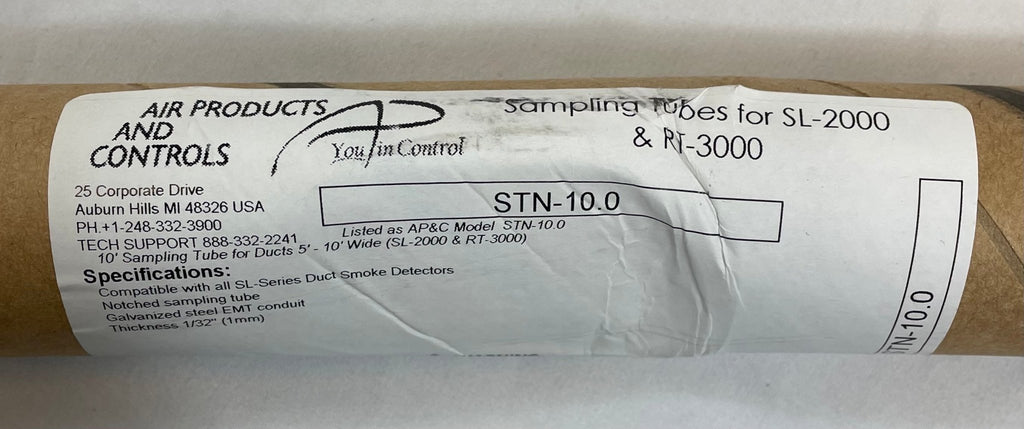 AIR PRODUCTS
AND
CONTROLS
You in Control
Sampling Tubes for SL-2000
& RT-3000
25 Corporate Drive
Auburn Hills MI 48326 USA
PH.+1-248-332-3900
TECH SUPPORT 888-332-2241
STN-10.0
Listed as AP&C Model STN-10.0
10' Sampling Tube for Ducts 5' - 10' Wide (SL-2000 & RT-3000)
Specifications:
Compatible with all SL-Series Duct Smoke Detectors
Notched sampling tube
Galvanized steel EMT conduit
Thickness 1/32" (1mm)
STN-10.0